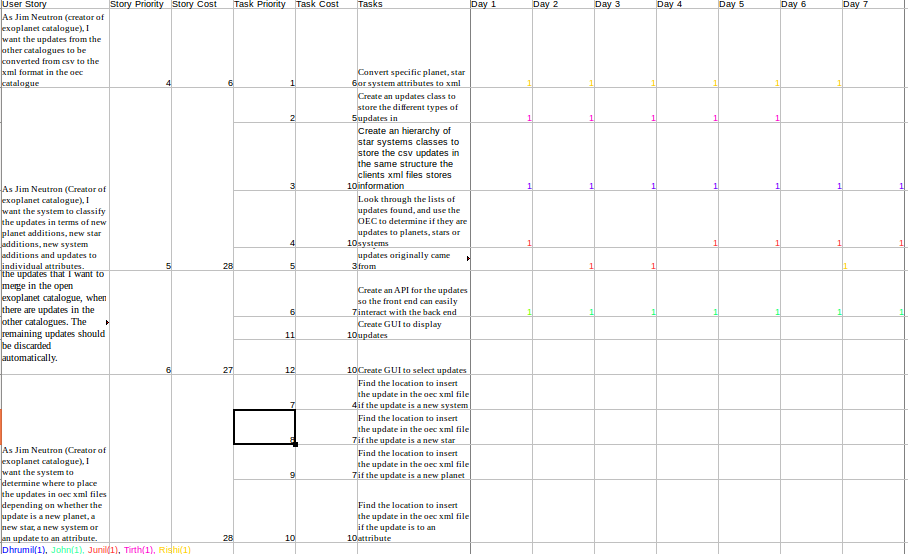 User Story Story Priority Story Cost Task Priority Task Cost Tasks Day 1 Day 2 Day 3 Day 4 Day 5 Day 6 Day 7
As Jim Neutron (creator of
exoplanet catalogue), I
want the updates from the
other catalogues to be
converted from csv to the
xml format in the oec
catalogue
4 6 1 6
Convert specific planet, star
or system attributes to xml
1 1 1 1 1 1
2 5
Create an updates class to
store the different types of
updates in
1 1 1 1 1
3 10
Create an hierarchy of
star systems classes to
store the csv updates in
the same structure the
clients xml files stores
information
1 1 1 1 1 1 1
4 10
Look through the lists of
updates found, and use the
OEC to determine if they are
updates to planets, stars or
systems
1 1 1 1 1
As Jim Neutron (Creator of
exoplanet catalogue), I
want the system to classify
the updates in terms of new
planet additions, new star
additions, new system
additions and updates to
individual attributes.
5 28 5 3
updates originally came
from
1 1 1
6 7
Create an API for the updates
so the front end can easily
interact with the back end
1 1 1 1 1 1 1
11 10
Create GUI to display
updates
the updates that I want to
merge in the open
exoplanet catalogue, when
there are updates in the
other catalogues. The
remaining updates should
be discarded
automatically.
6 27 12 10
Create GUI to select updates
7 4
Find the location to insert
the update in the oec xml file
if the update is a new system
8 7
Find the location to insert
the update in the oec xml file
if the update is a new star
9 7
Find the location to insert
the update in the oec xml file
if the update is a new planet
As Jim Neutron (Creator of
exoplanet catalogue), I
want the system to
determine where to place
the updates in oec xml files
depending on whether the
update is a new planet, a
new star, a new system or
an update to an attribute.
28 10 10
Find the location to insert
the update in the oec xml file
if the update is to an
attribute
Dhrumil(1), John(1), Junil(1), Tirth(1), Rishi(1)